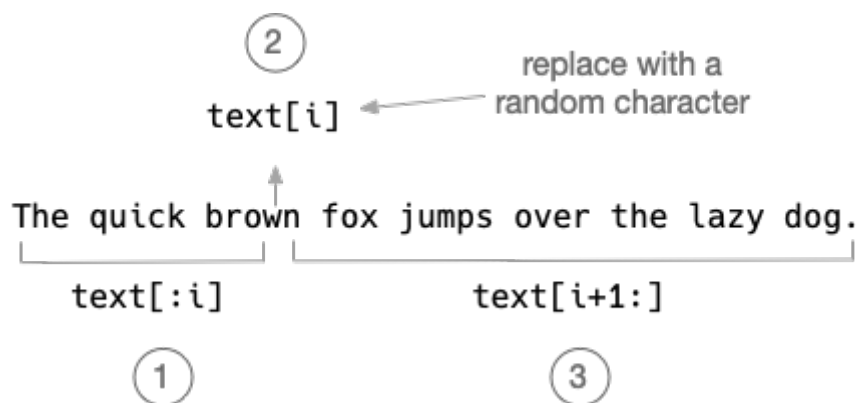 2
replace with a
random character
text[i]
The quick brown fox jumps over the lazy dog.
text[:i]
text[i+1:]
1
3